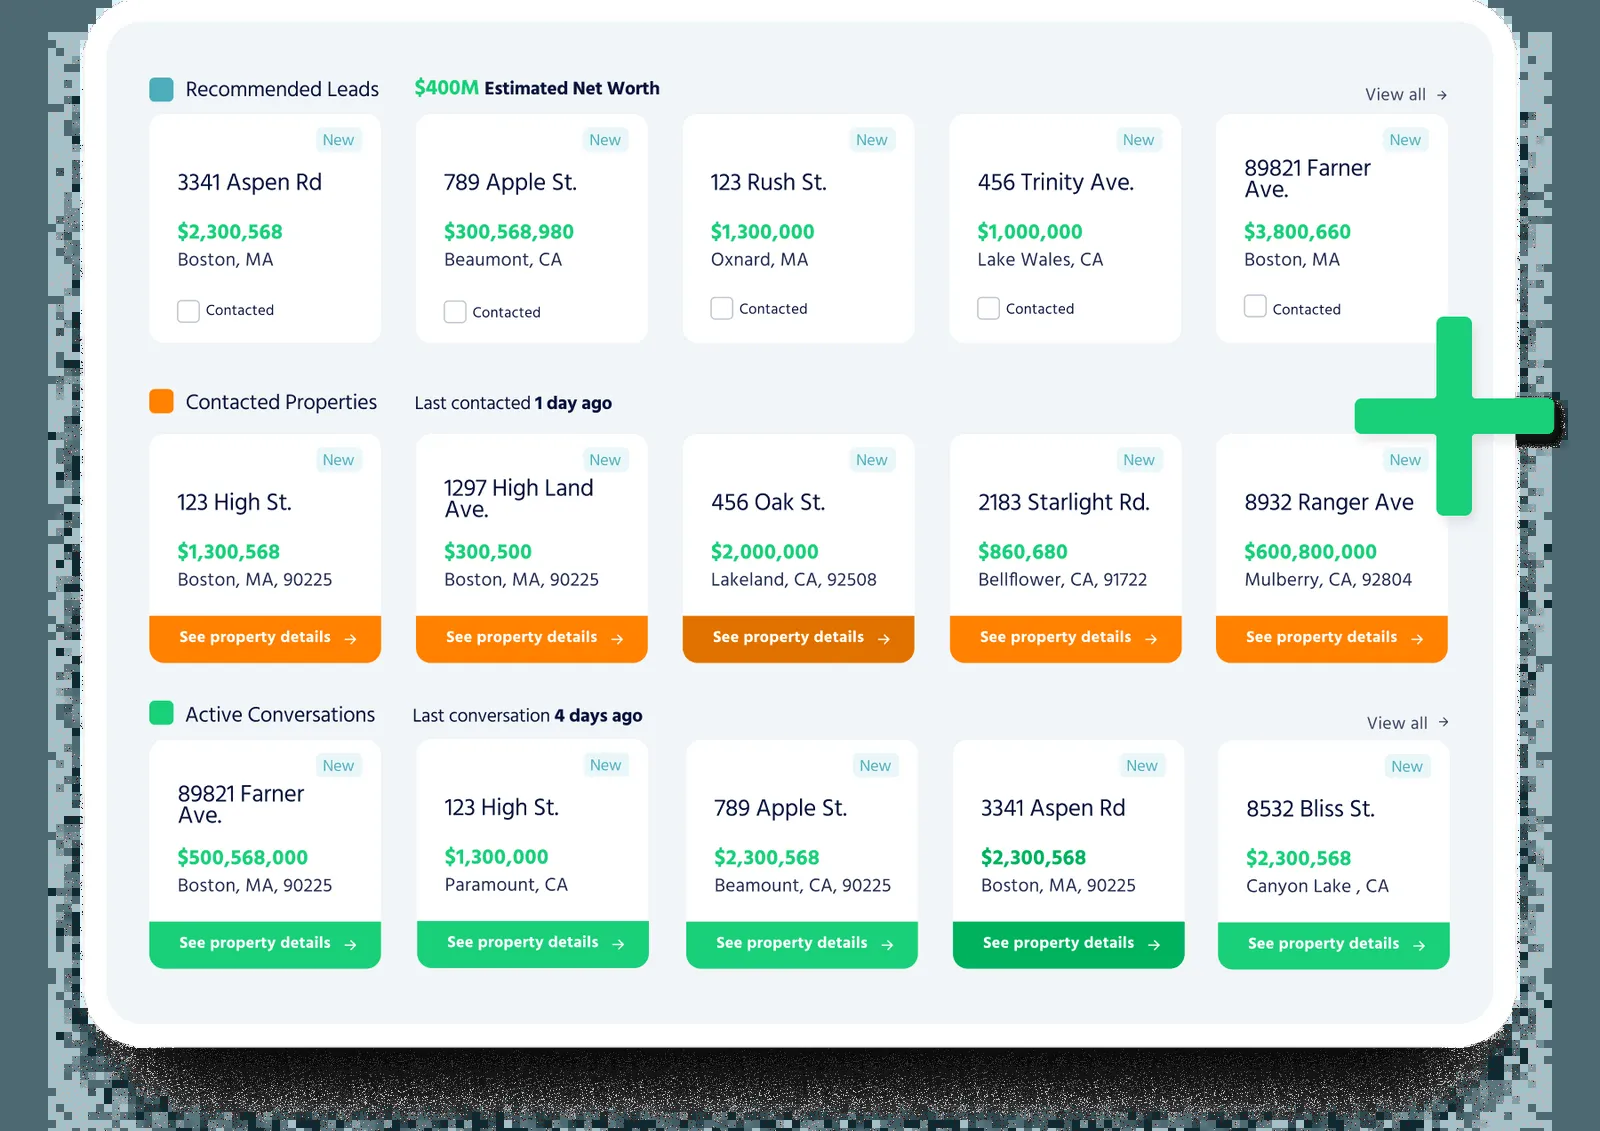 Recommended Leads
$400M Estimated Net Worth
View all →
New
3341 Aspen Rd
$2,300,568
Boston, MA
Contacted
New
789 Apple St.
$300,568,980
Beaumont, CA
Contacted
New
123 Rush St.
$1,300,000
Oxnard, MA
Contacted
New
456 Trinity Ave.
$1,000,000
Lake Wales, CA
Contacted
New
89821 Farner
Ave.
$3,800,660
Boston, MA
Contacted
Contacted Properties
Last contacted 1 day ago
New
123 High St.
$1,300,568
Boston, MA, 90225
See property details →
New
1297 High Land
Ave.
$300,500
Boston, MA, 90225
See property details →
New
456 Oak St.
$2,000,000
Lakeland, CA, 92508
See property details →
New
2183 Starlight Rd.
$860,680
Bellflower, CA, 91722
See property details →
New
8932 Ranger Ave
$600,800,000
Mulberry, CA, 92804
See property details →
Active Conversations
Last conversation 4 days ago
View all →
New
89821 Farner
Ave.
$500,568,000
Boston, MA, 90225
See property details →
New
123 High St.
$1,300,000
Paramount, CA
See property details →
New
789 Apple St.
$2,300,568
Beamount, CA, 90225
See property details →
New
3341 Aspen Rd
$2,300,568
Boston, MA, 90225
See property details →
New
8532 Bliss St.
$2,300,568
Canyon Lake , CA
See property details →